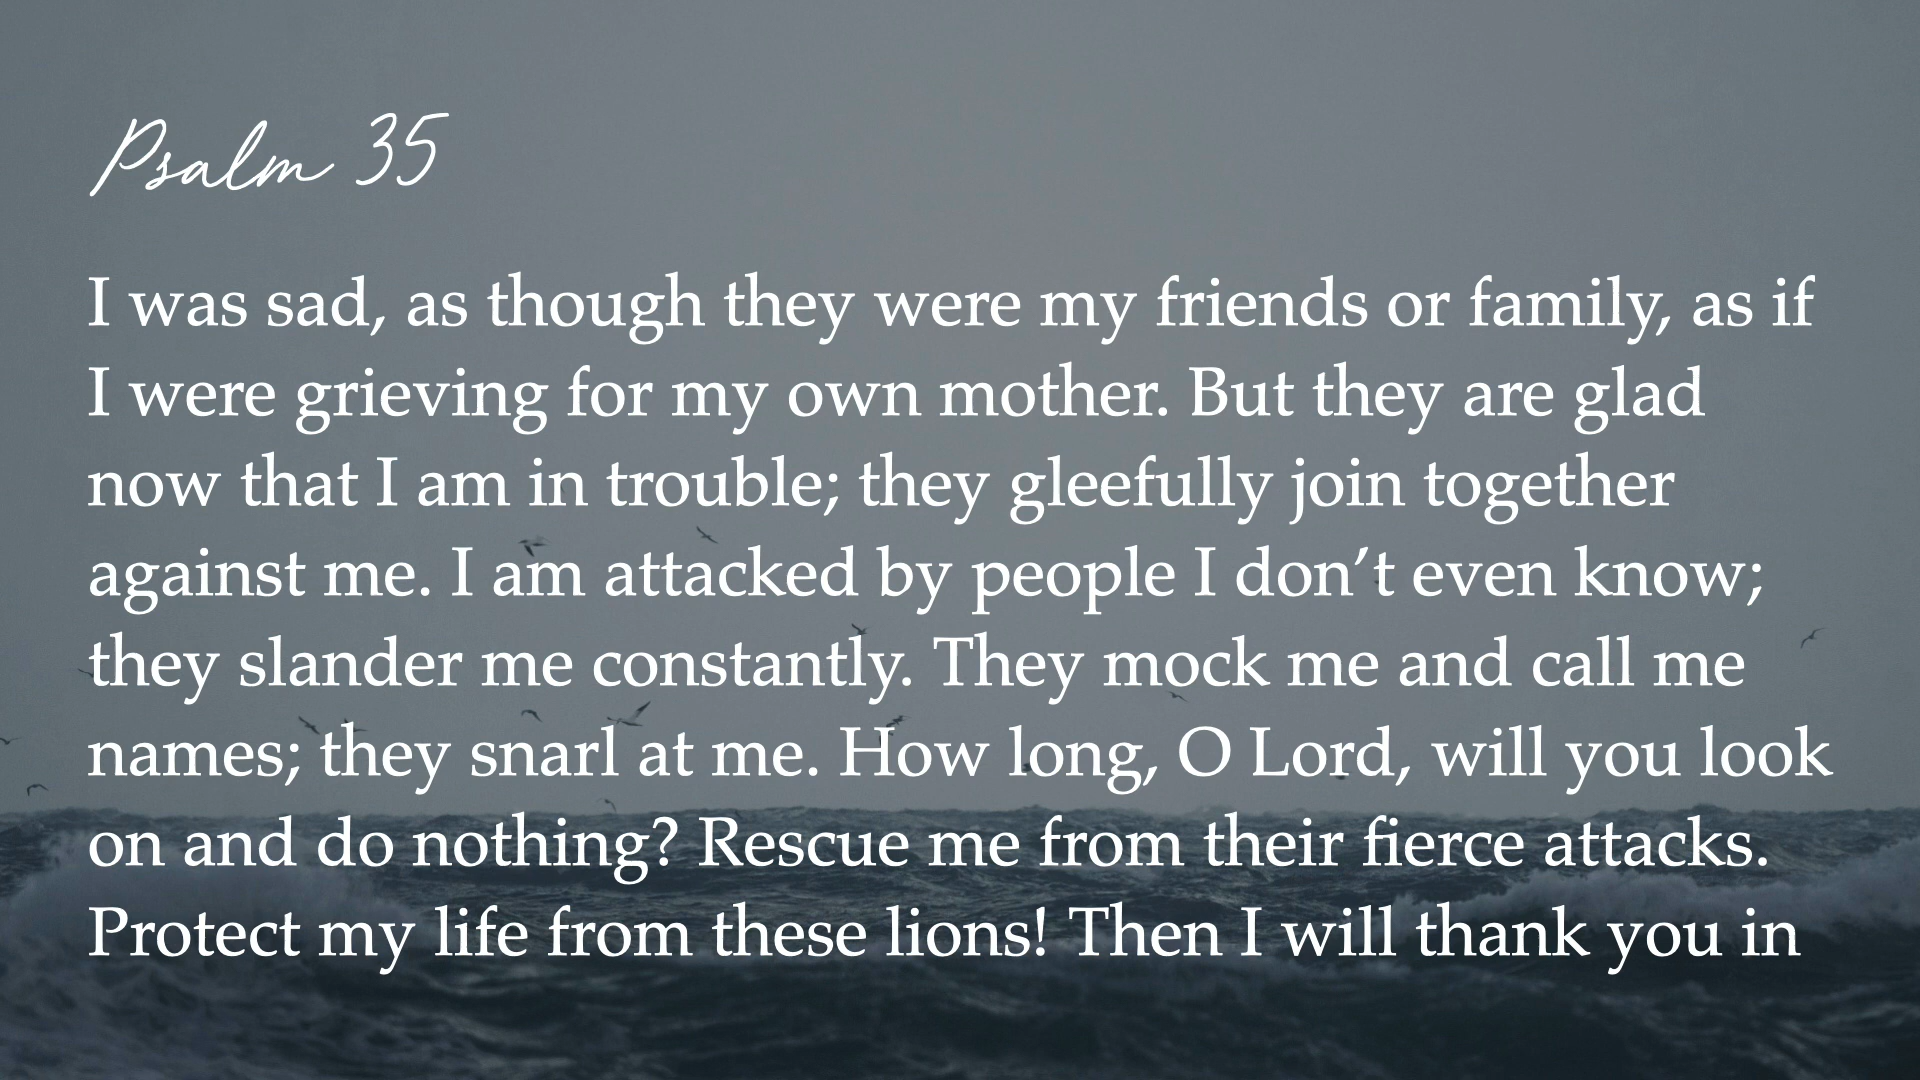 Psalm 35
I was sad, as though they were my friends or family, as if
I were grieving for my own mother. But they are glad
now that I am in trouble; they gleefully join together
against me. I am attacked by people I don’t even know;
they slander me constantly. They mock me and call me
names; they snarl at me. How long, O Lord, will you look
on and do nothing? Rescue me from their fierce attacks.
Protect my life from these lions! Then I will thank you in